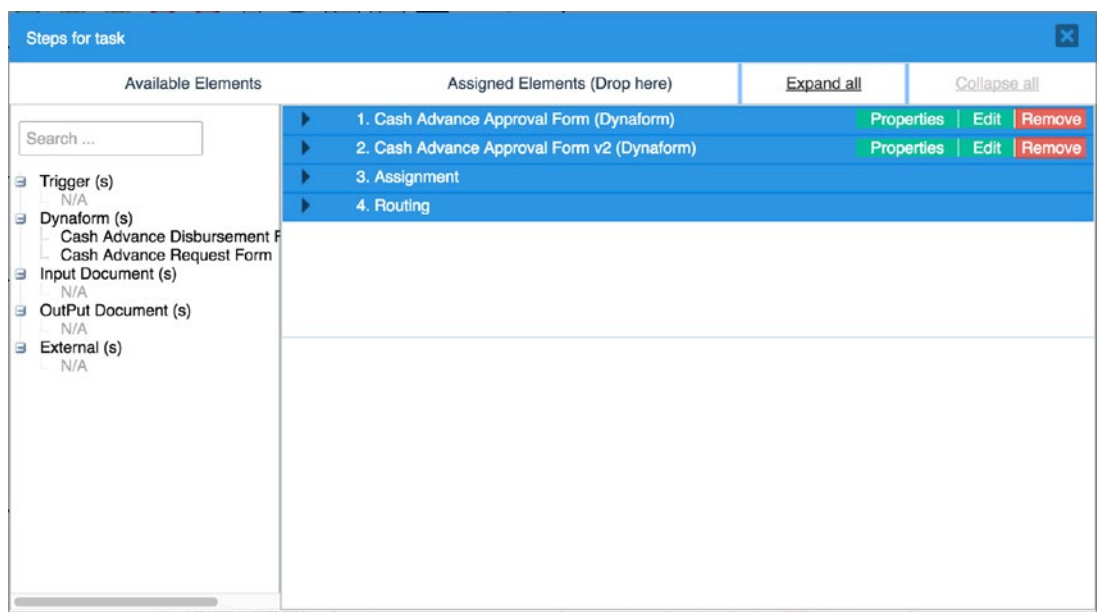 Steps for task
Available Elements Assigned Elements (Drop here) Expand all Collapse all
Search ...
Trigger (s)
N/A
Dynaform (s)
Cash Advance Disbursement F
Cash Advance Request Form
Input Document (s)
N/A
OutPut Document (s)
N/A
External (s)
N/A
1. Cash Advance Approval Form (Dynaform) Properties Edit Remove
2. Cash Advance Approval Form v2 (Dynaform) Properties Edit Remove
3. Assignment
4. Routing